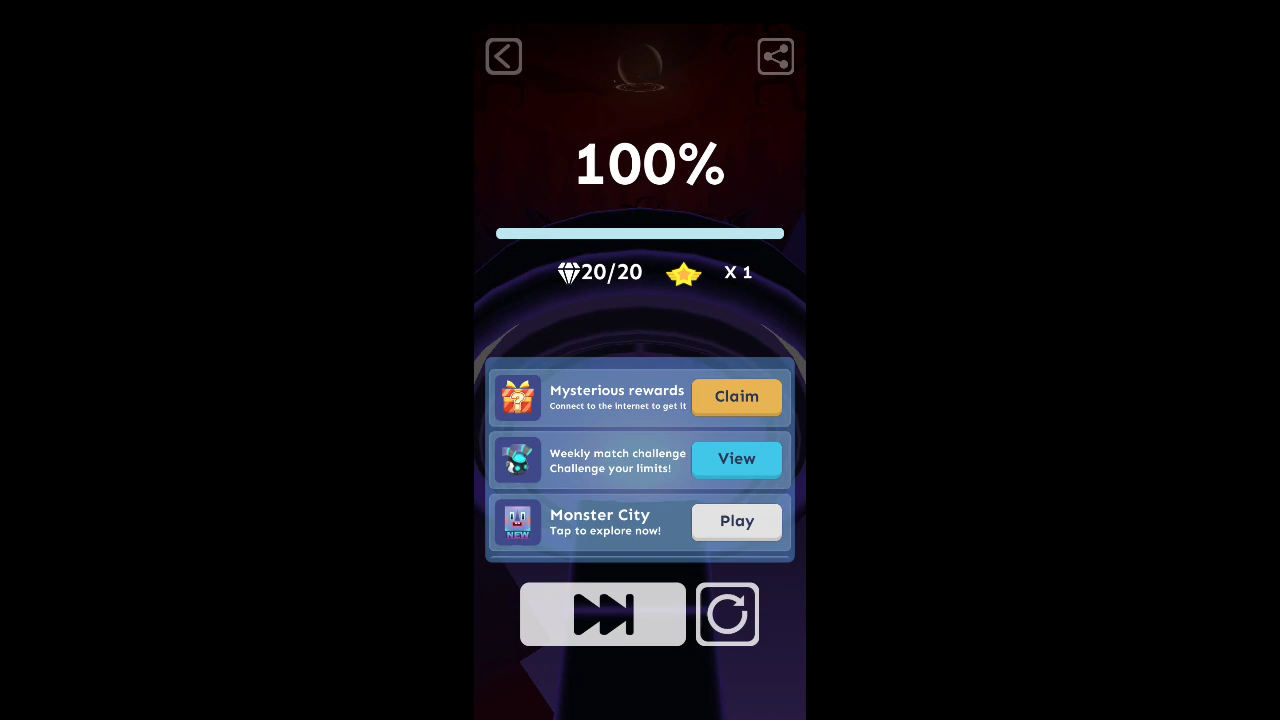 100%
20/20
X 1
Mysterious rewards
Connect to the internet to get it
Claim
Weekly match challenge
Challenge your limits!
View
Monster City
Tap to explore now!
NEW
Play